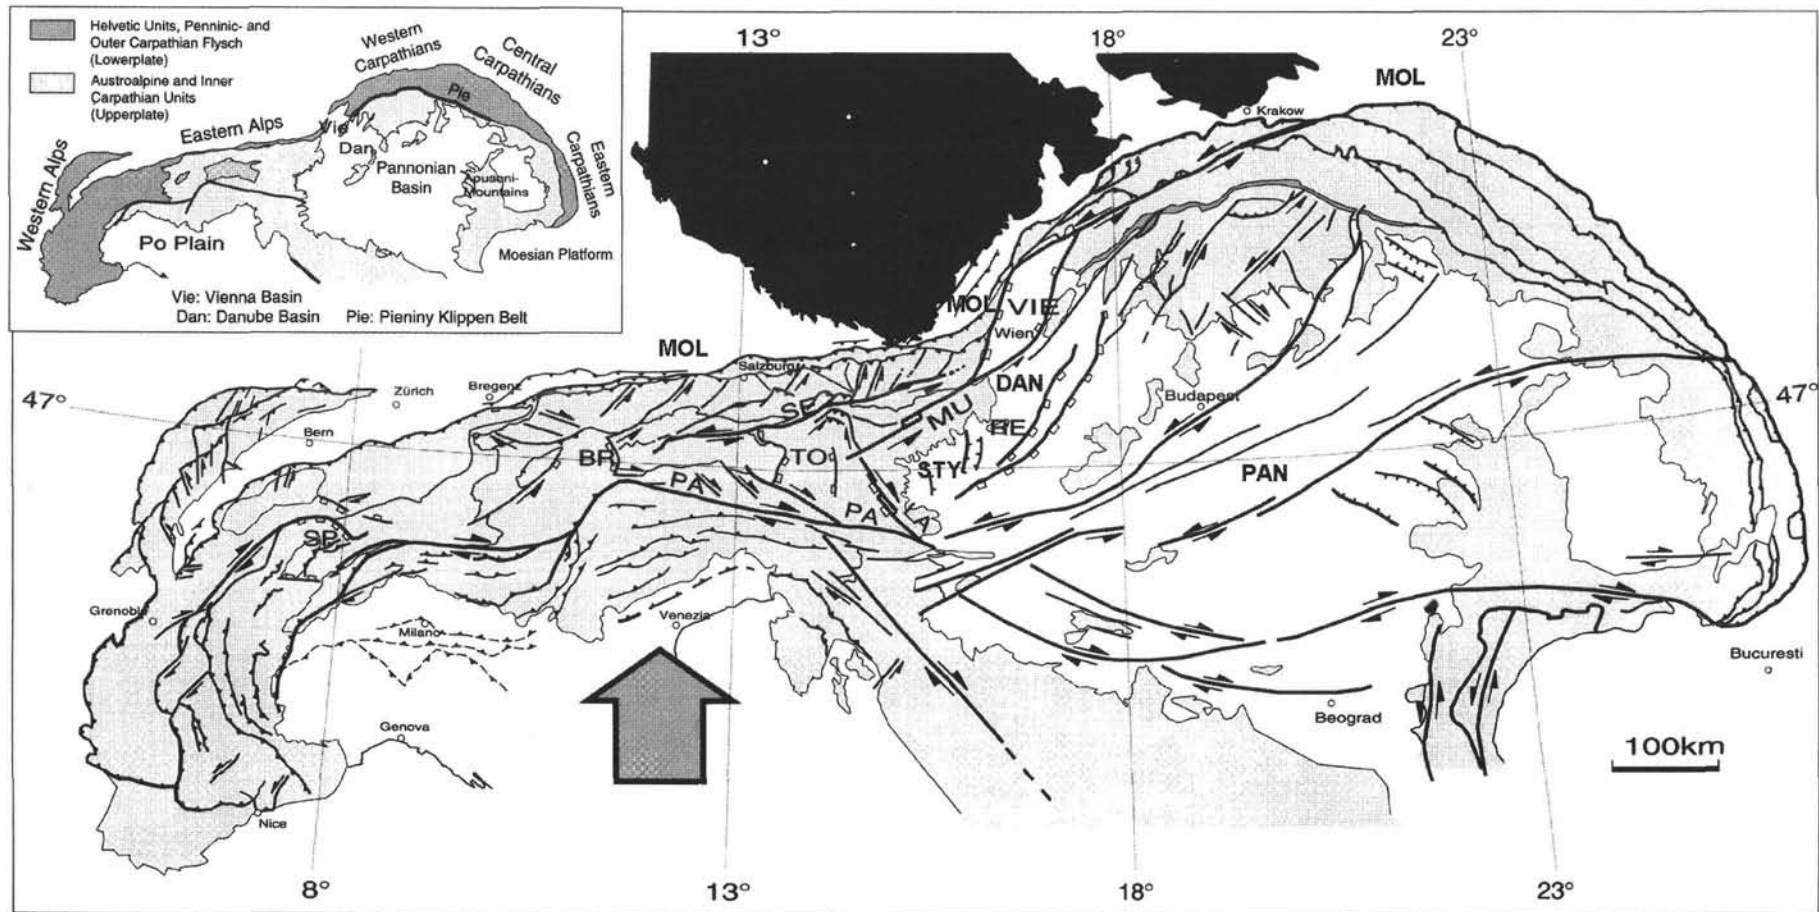 Helvetic Units, Penninic- and
Outer Carpathian Flysch
(Lowerplate)
Austroalpine and Inner
Carpathian Units
(Upperplate)
Western
Carpathians
Central
Carpathians
Pie
Eastern Alps
Vie
Dan
Pannonian
Basin
Apuseni-
Mountains
Eastern
Carpathians
Western Alps
Po Plain
Moesian Platform
Vie: Vienna Basin
Dan: Danube Basin Pie: Pieniny Klippen Belt
13° 18° 23°
MOL
Krakow
MOL VIE
Wien
MOL
Salzburg
Zürich
Bregenz
47°
47°
Bern
SE
MU
DAN
Budapest
RE
BR
TO
STY
PAN
PA
PA
LA
SP
Grenoble
Milano
Venezia
Bucuresti
Beograd
Genova
100km
Nice
8° 13° 18° 23°